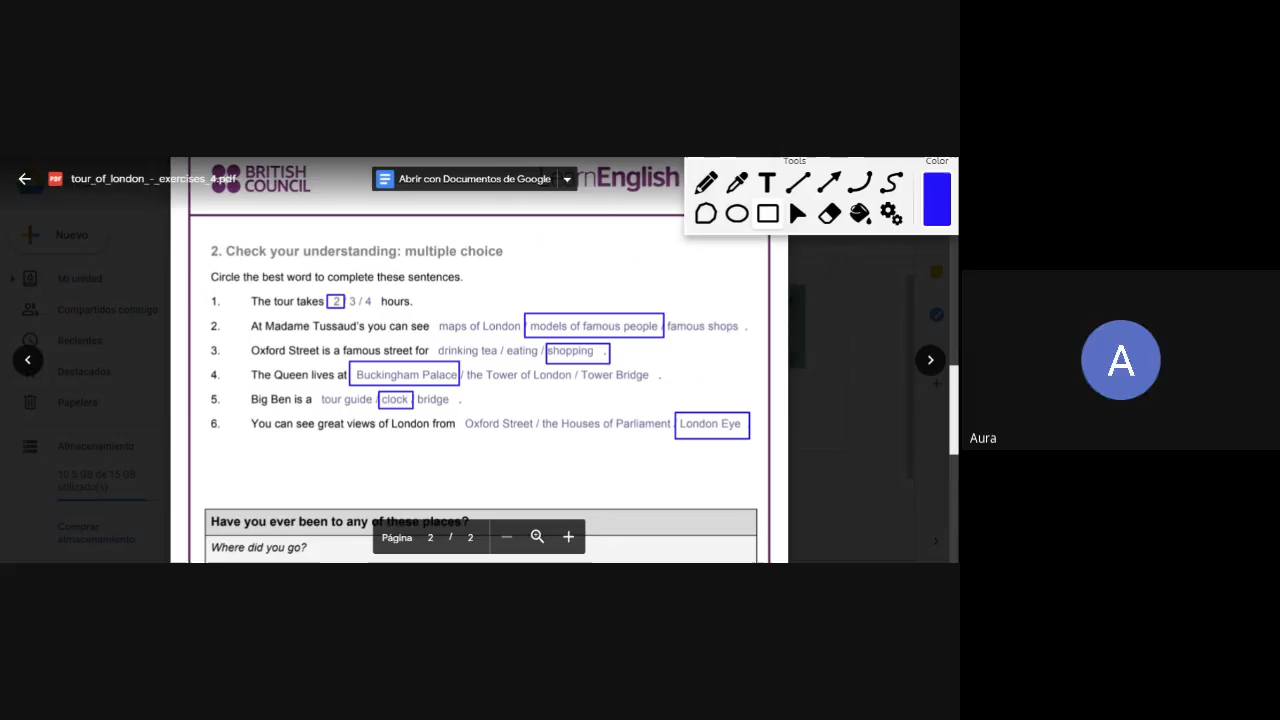 Tools
Color
tour_of_london_-_exercises_4.pdf
BRITISH
COUNCIL
Abrir con Documentos de Google
LearnEnglish
Nuevo
Mi unidad
Compartidos conmigo
Recientes
Destacados
Papelera
Almacenamiento
10.5 GB de 15 GB
utilizado(s)
Comprar
almacenamiento
2. Check your understanding: multiple choice
Circle the best word to complete these sentences.
1. The tour takes 2 / 3 / 4 hours.
2. At Madame Tussaud's you can see maps of London / models of famous people / famous shops .
3. Oxford Street is a famous street for drinking tea / eating / shopping .
4. The Queen lives at Buckingham Palace / the Tower of London / Tower Bridge .
5. Big Ben is a tour guide / clock / bridge .
6. You can see great views of London from Oxford Street / the Houses of Parliament / London Eye
Have you ever been to any of these places?
Where did you go?
Página 2 / 2
A
Aura